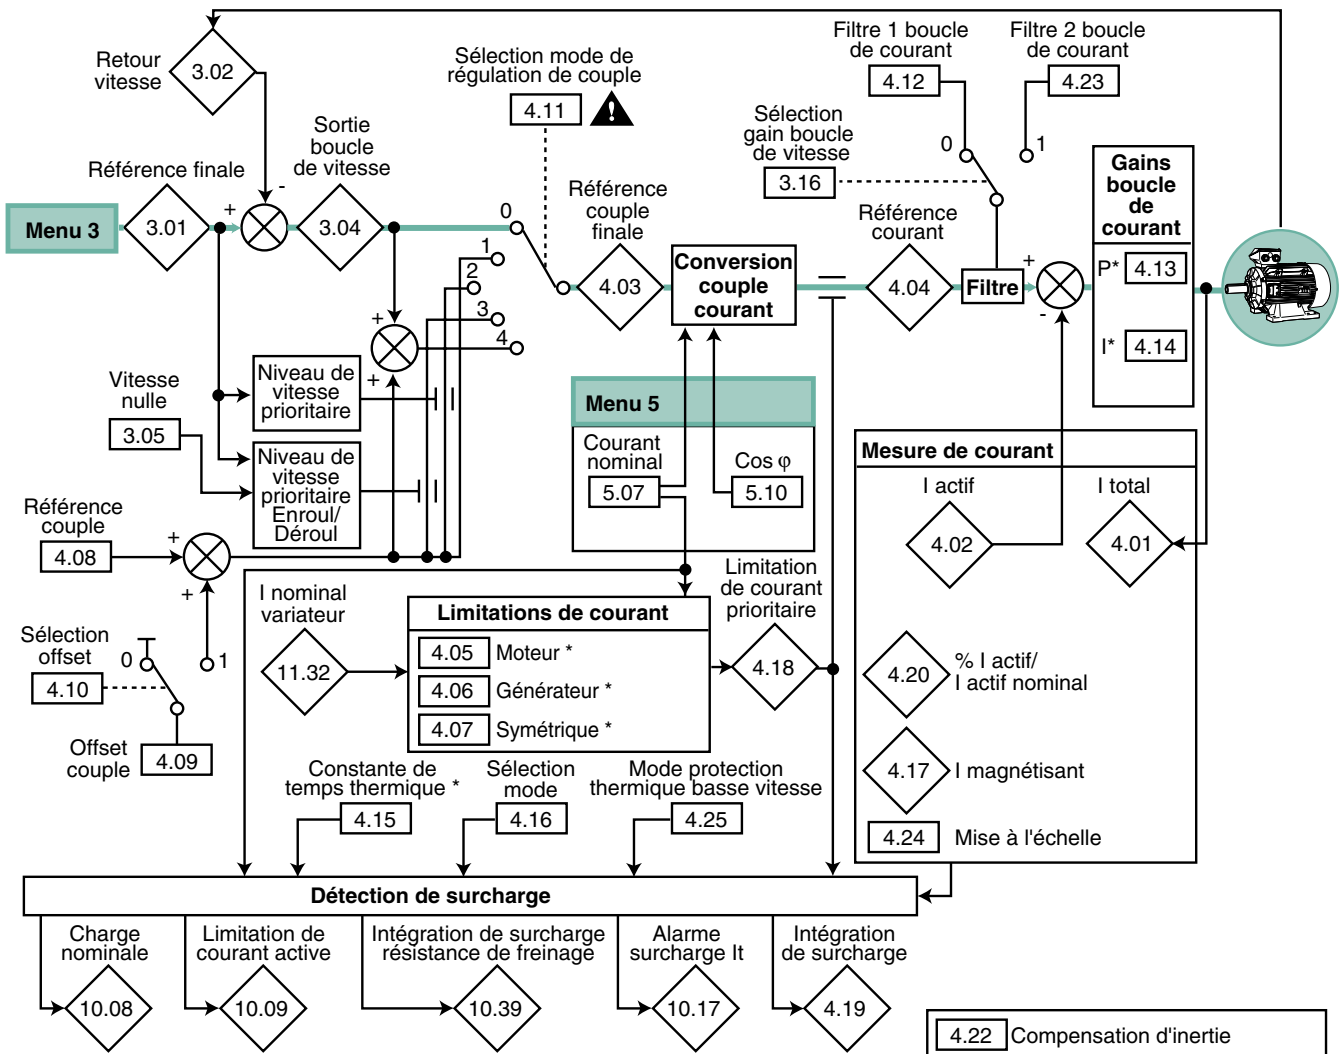 Retour
vitesse
3.02
Sélection mode de
régulation de couple
4.11
Filtre 1 boucle
de courant
4.12
Filtre 2 boucle
de courant
4.23
Sélection
gain boucle
de vitesse
3.16
0
1
Sortie
boucle
de vitesse
Référence finale
Menu 3
3.01
+
-
3.04
0
1
2
3
4
Référence
couple
finale
4.03
Conversion
couple
courant
Référence
courant
4.04
Filtre
+
-
Gains
boucle
de
courant
P*
4.13
I*
4.14
+
+
Vitesse
nulle
3.05
Niveau de
vitesse
prioritaire
Niveau de
vitesse
prioritaire
Enroul/
Déroul
Menu 5
Courant
nominal
5.07
Cos φ
5.10
Référence
couple
4.08
+
+
Sélection
offset
4.10
0
1
Offset
couple
4.09
I nominal
variateur
11.32
Limitations de courant
4.05 Moteur *
4.06 Générateur *
4.07 Symétrique *
Limitation
de courant
prioritaire
4.18
Mesure de courant
I actif
4.02
I total
4.01
4.20
% I actif/
I actif nominal
4.17 I magnétisant
4.24 Mise à l'échelle
Constante de
temps thermique *
4.15
Sélection
mode
4.16
Mode protection
thermique basse vitesse
4.25
Détection de surcharge
Charge
nominale
10.08
Limitation de
courant active
10.09
Intégration de surcharge
résistance de freinage
10.39
Alarme
surcharge It
10.17
Intégration
de surcharge
4.19
4.22 Compensation d'inertie